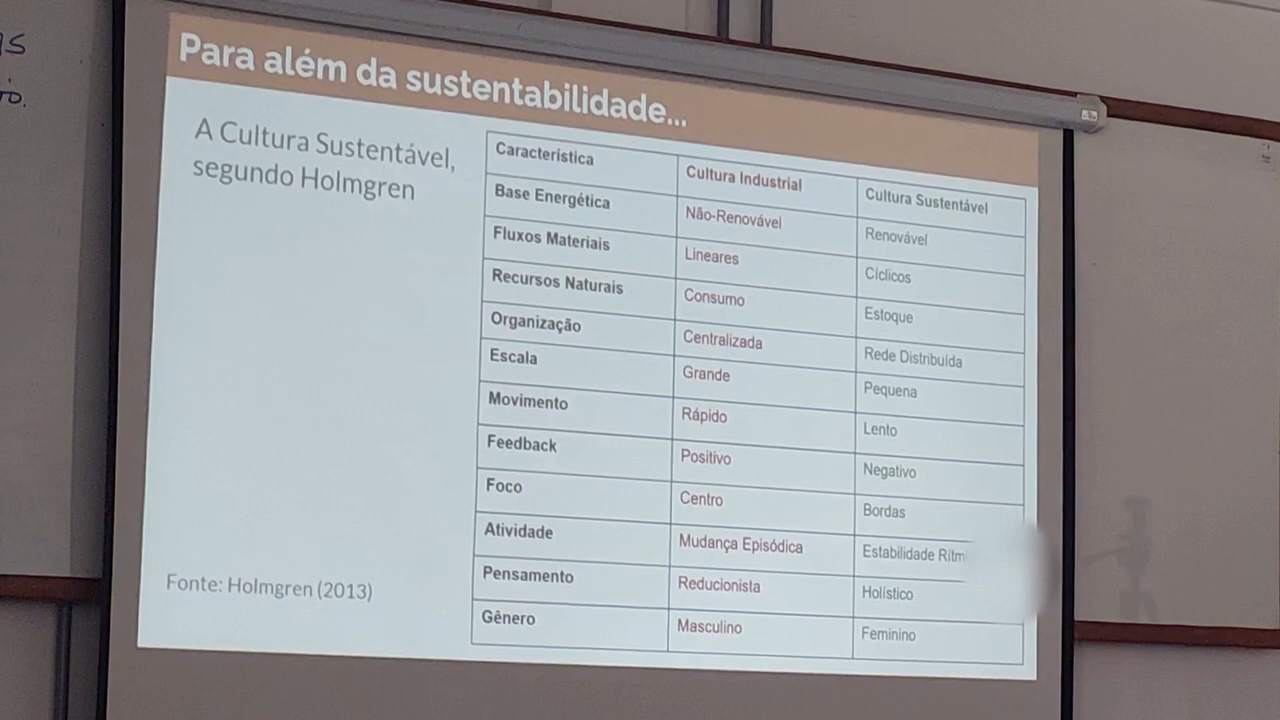 Para além da sustentabilidade...
A Cultura Sustentável,
segundo Holmgren
Característica Cultura Industrial Cultura Sustentável
Base Energética Não-Renovável Renovável
Fluxos Materiais Lineares Cíclicos
Recursos Naturais Consumo Estoque
Organização Centralizada Rede Distribuída
Escala Grande Pequena
Movimento Rápido Lento
Feedback Positivo Negativo
Foco Centro Bordas
Atividade Mudança Episódica Estabilidade
Pensamento Reducionista Holístico
Gênero Masculino Feminino
Fonte: Holmgren (2013)